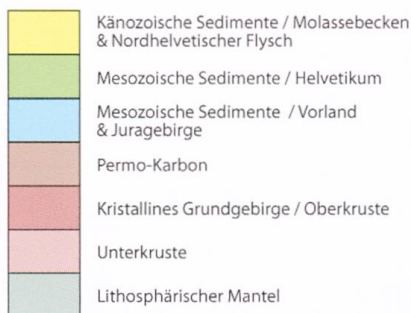 Känozoische Sedimente / Molassebecken
& Nordhelvetischer Flysch
Mesozoische Sedimente / Helvetikum
Mesozoische Sedimente / Vorland
& Juragebirge
Permo-Karbon
Kristallines Grundgebirge / Oberkruste
Unterkruste
Lithosphärischer Mantel